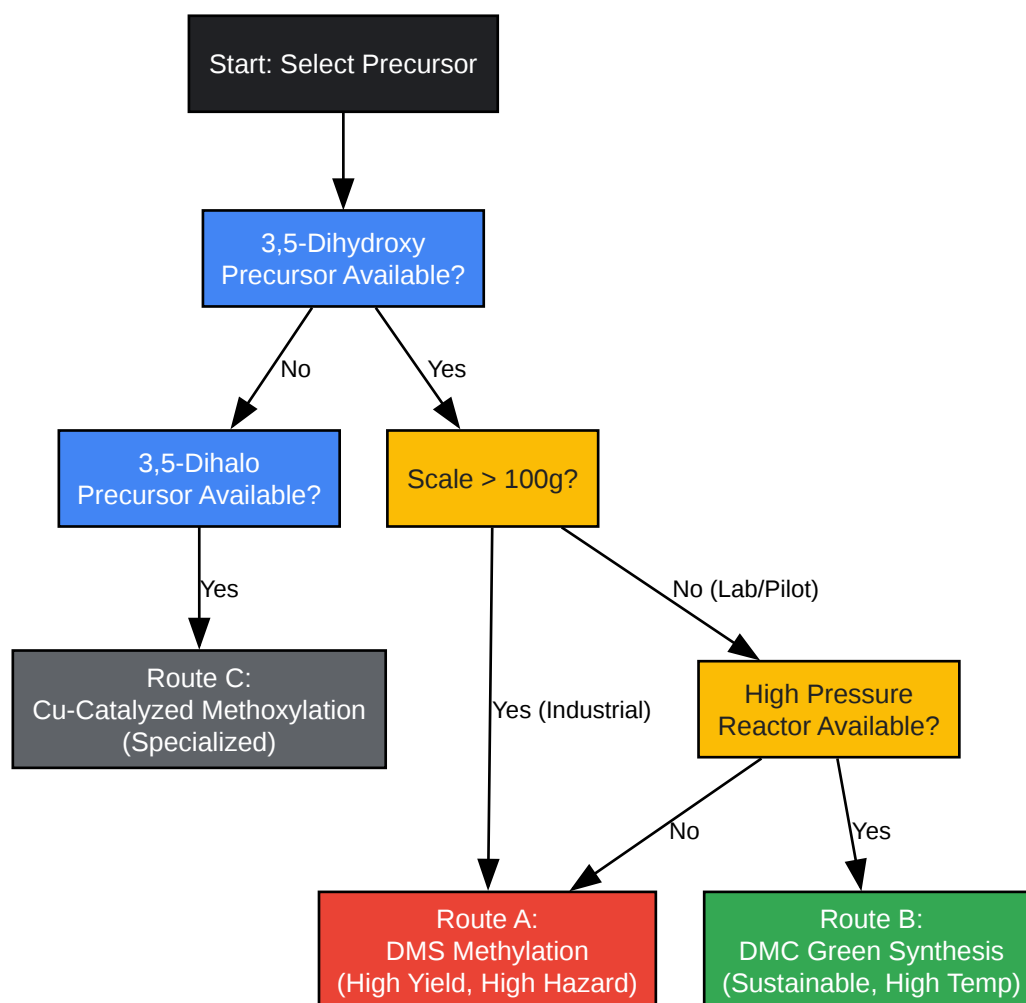 Start: Select Precursor
3,5-Dihydroxy
Precursor Available?
No
Yes
3,5-Dihalo
Precursor Available?
Scale > 100g?
Yes
No (Lab/Pilot)
Route C:
Cu-Catalyzed Methoxylation
(Specialized)
Yes (Industrial)
High Pressure
Reactor Available?
No
Yes
Route A:
DMS Methylation
(High Yield, High Hazard)
Route B:
DMC Green Synthesis
(Sustainable, High Temp)